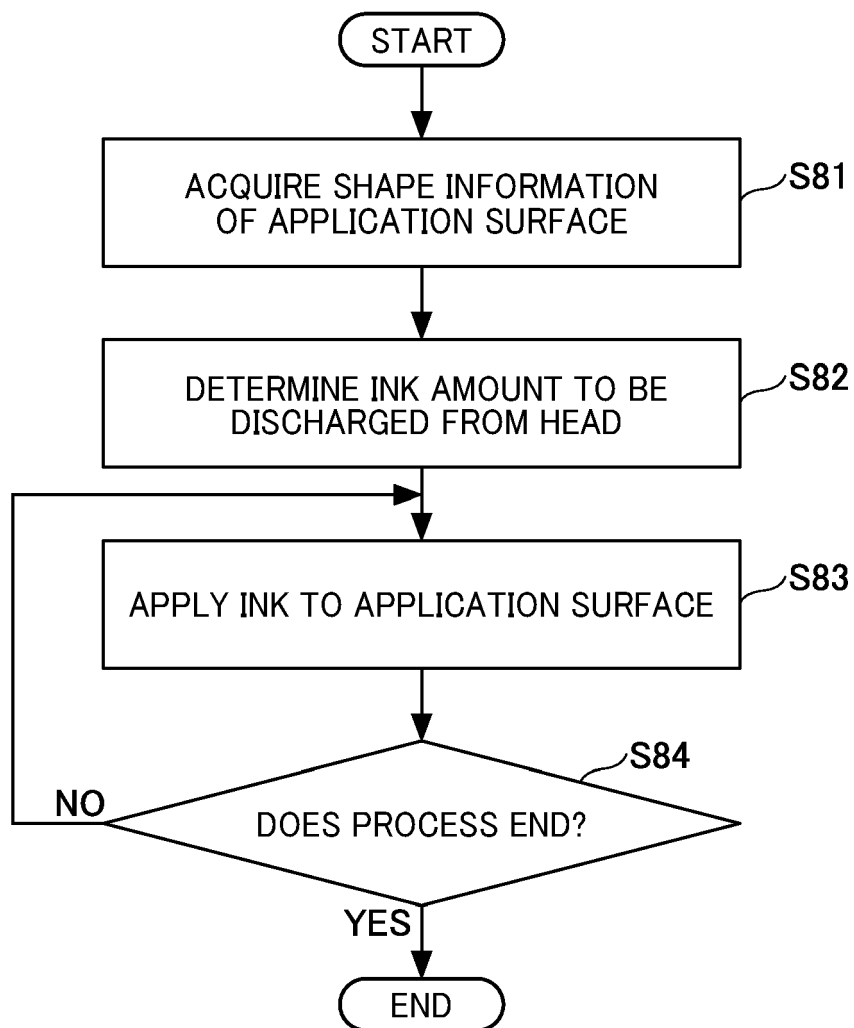 START
S81
ACQUIRE SHAPE INFORMATION
OF APPLICATION SURFACE
S82
DETERMINE INK AMOUNT TO BE
DISCHARGED FROM HEAD
S83
APPLY INK TO APPLICATION SURFACE
S84
NO
DOES PROCESS END?
YES
END